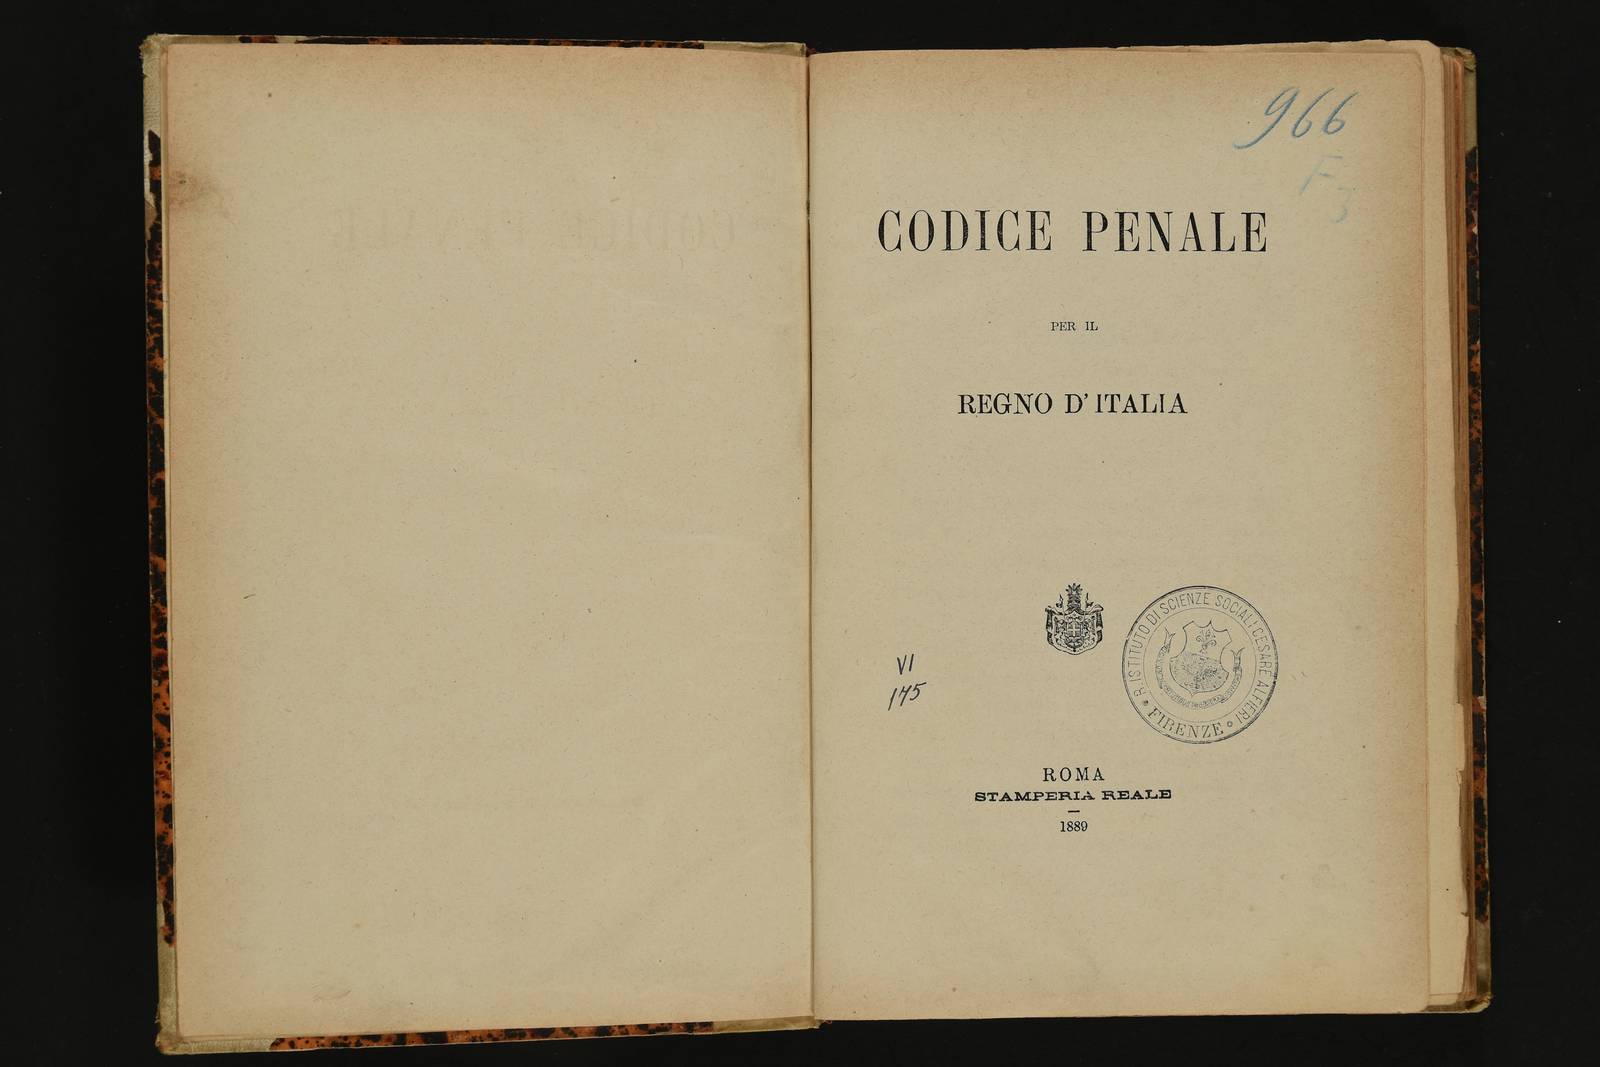 966
F
3
CODICE PENALE
PER IL
REGNO D'ITALIA
VI
175
R. ISTITUTO DI SCIENZE SOCIALI CESARE ALFIERI
FIRENZE
ROMA
STAMPERIA REALE
1889